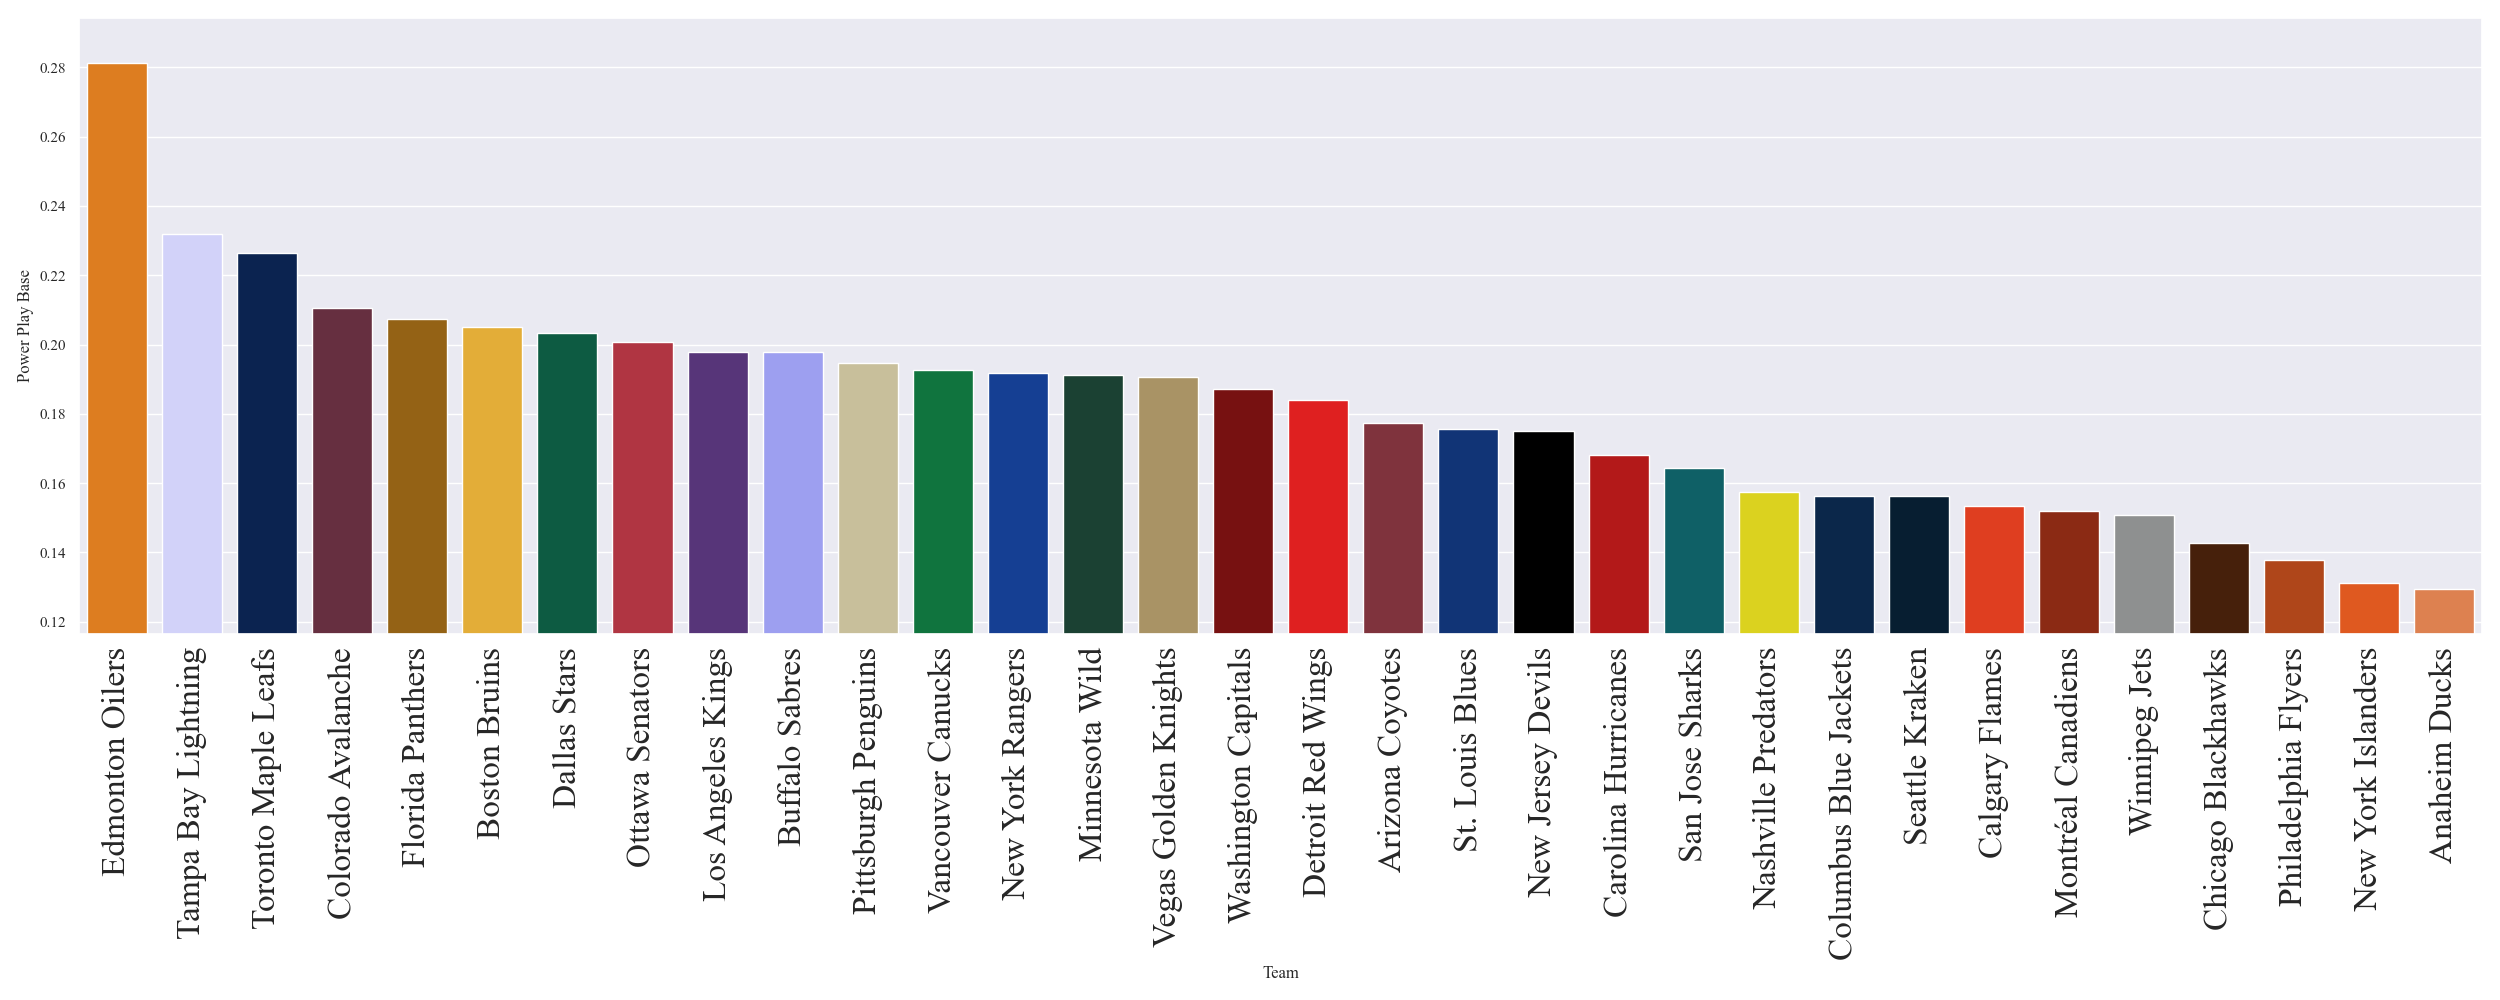 0.28
0.26
0.24
0.22
0.20
0.18
0.16
0.14
0.12
Power Play Base
Edmonton Oilers
Tampa Bay Lightning
Toronto Maple Leafs
Colorado Avalanche
Florida Panthers
Boston Bruins
Dallas Stars
Ottawa Senators
Los Angeles Kings
Buffalo Sabres
Pittsburgh Penguins
Vancouver Canucks
New York Rangers
Minnesota Wild
Vegas Golden Knights
Washington Capitals
Detroit Red Wings
Arizona Coyotes
St. Louis Blues
New Jersey Devils
Carolina Hurricanes
San Jose Sharks
Nashville Predators
Columbus Blue Jackets
Seattle Kraken
Calgary Flames
Montréal Canadiens
Winnipeg Jets
Chicago Blackhawks
Philadelphia Flyers
New York Islanders
Anaheim Ducks
Team